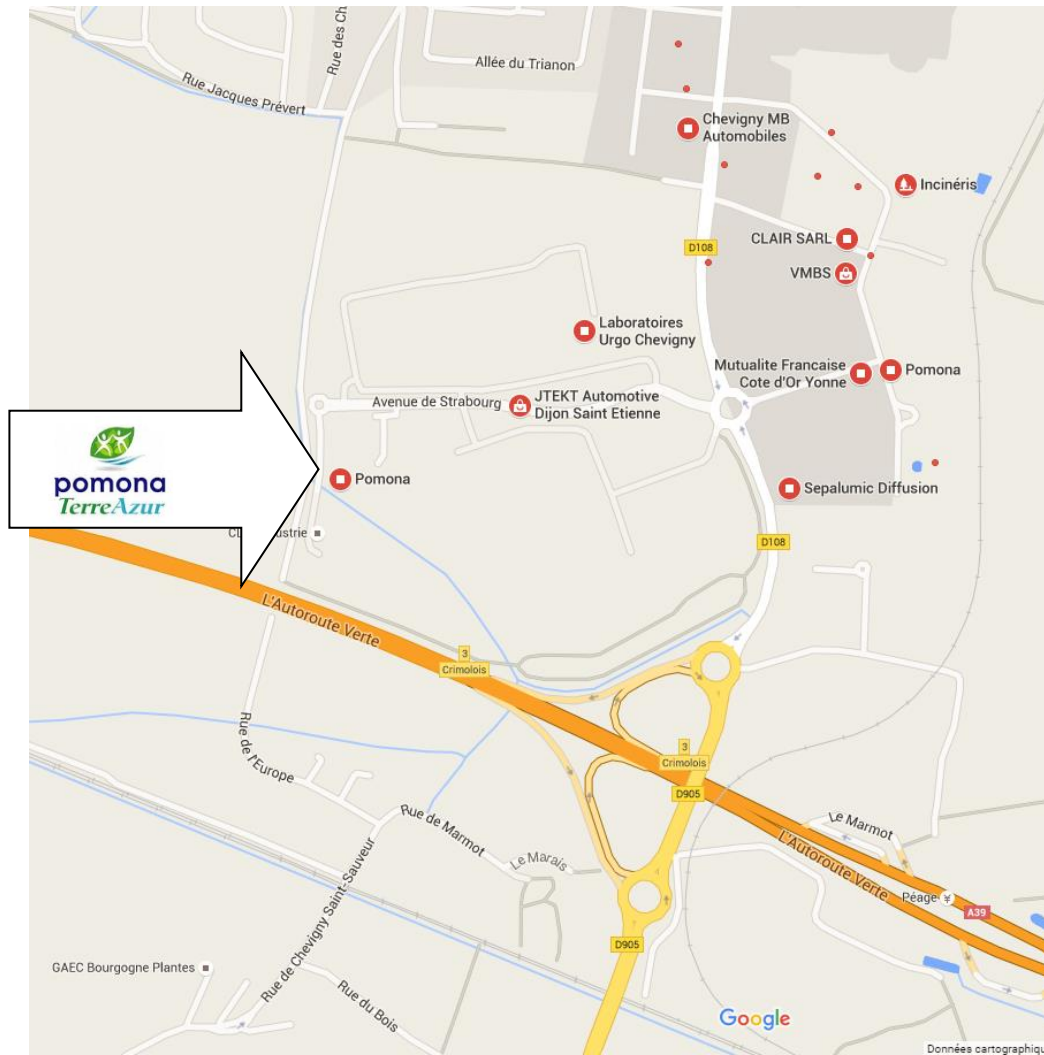 Allée du Trianon
Rue des Ch
Rue Jacques Prévert
Chevigny MB
Automobiles
Incinéris
CLAIR SARL
D108
VMBS
Laboratoires
Urgo Chevigny
Mutualite Francaise
Cote d'Or Yonne
Pomona
Avenue de Strabourg
JTEKT Automotive
Dijon Saint Etienne
pomona
TerreAzur
Pomona
Sepalumic Diffusion
ustrie
D108
L'Autoroute Verte
3
Crimolois
Rue de l'Europe
3
Crimolois
D905
Le Marmot
Rue de Marmot
Le Marais
L'Autoroute Verte
Péage
A39
Rue de Chevigny Saint-Sauveur
D905
GAEC Bourgogne Plantes
Rue du Bois
Google
Données cartographiqu